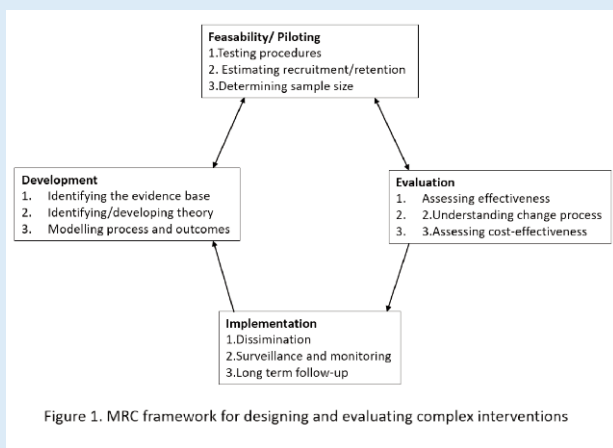 Feasability/ Piloting
1.Testing procedures
2. Estimating recruitment/retention
3.Determining sample size
Development
1. Identifying the evidence base
2. Identifying/developing theory
3. Modelling process and outcomes
Evaluation
1. Assessing effectiveness
2. 2.Understanding change process
3. 3.Assessing cost-effectiveness
Implementation
1.Dissimination
2.Surveillance and monitoring
3.Long term follow-up
Figure 1. MRC framework for designing and evaluating complex interventions